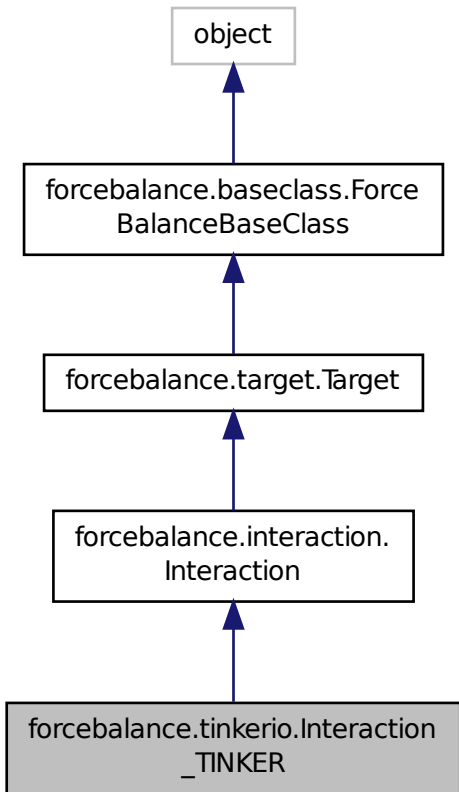 object
forcebalance.baseclass.Force
BalanceBaseClass
forcebalance.target.Target
forcebalance.interaction.
Interaction
forcebalance.tinkerio.Interaction
_TINKER